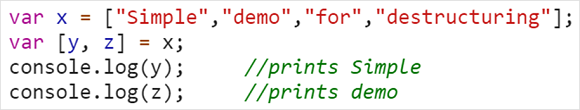 var x = ["Simple","demo","for","destructuring"];
var [y, z] = x;
console.log(y);      //prints Simple
console.log(z);      //prints demo